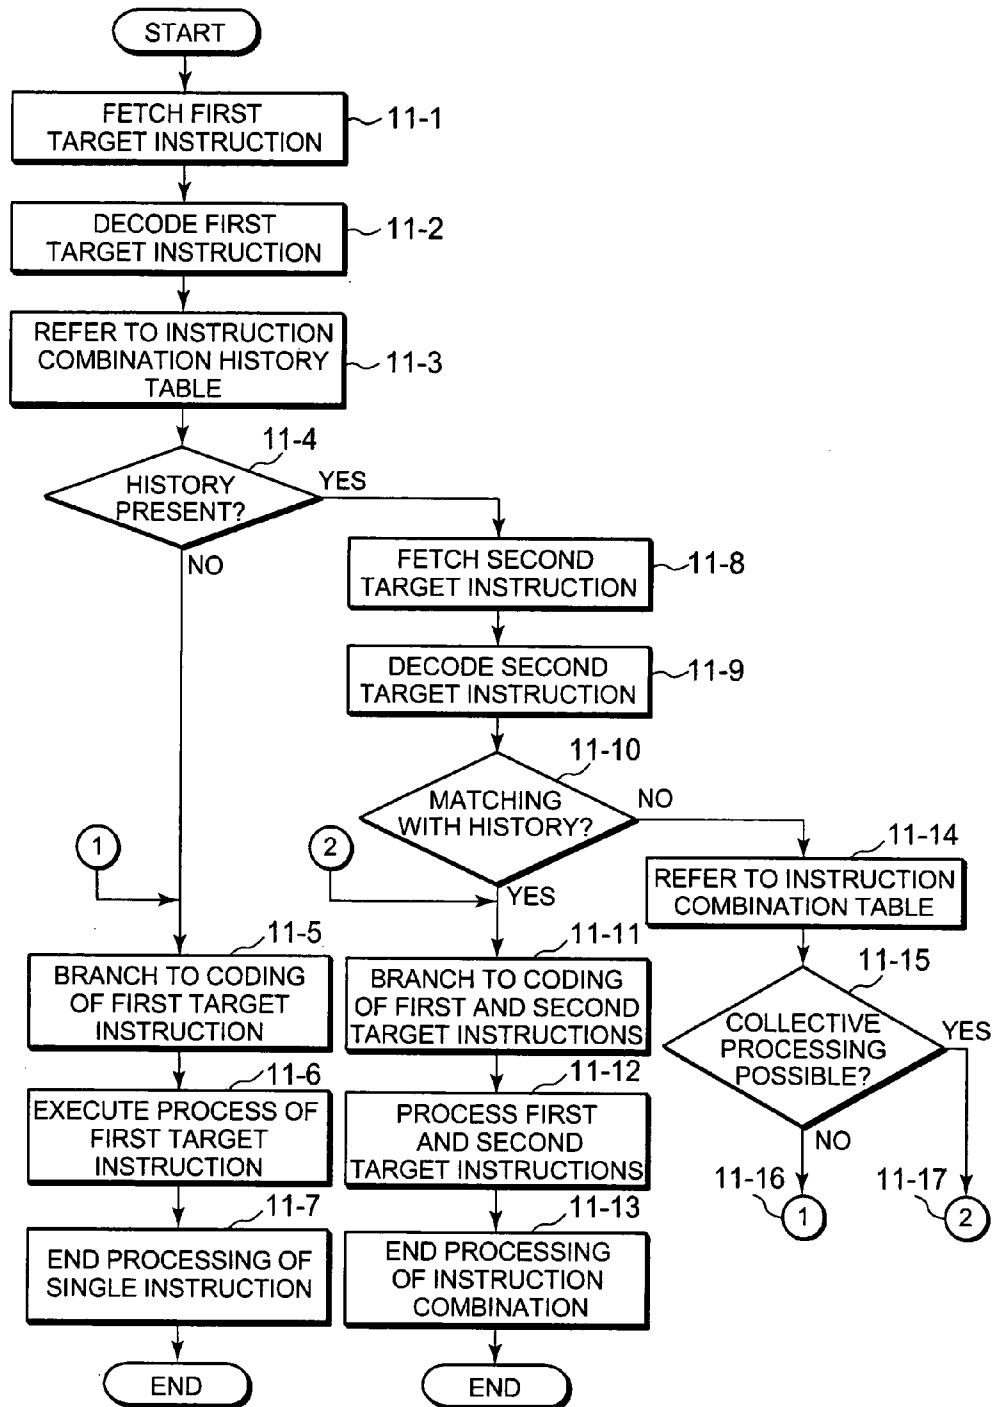 START
FETCH FIRST
TARGET INSTRUCTION
11-1
DECODE FIRST
TARGET INSTRUCTION
11-2
REFER TO INSTRUCTION
COMBINATION HISTORY
TABLE
11-3
11-4
HISTORY
PRESENT?
YES
NO
FETCH SECOND
TARGET INSTRUCTION
11-8
DECODE SECOND
TARGET INSTRUCTION
11-9
11-10
MATCHING
WITH HISTORY?
NO
YES
1
2
11-14
REFER TO INSTRUCTION
COMBINATION TABLE
11-5
BRANCH TO CODING
OF FIRST TARGET
INSTRUCTION
11-11
BRANCH TO CODING
OF FIRST AND SECOND
TARGET INSTRUCTIONS
11-15
COLLECTIVE
PROCESSING
POSSIBLE?
YES
NO
11-6
EXECUTE PROCESS OF
FIRST TARGET
INSTRUCTION
11-12
PROCESS FIRST
AND SECOND
TARGET INSTRUCTIONS
11-16
1
11-17
2
11-7
END PROCESSING OF
SINGLE INSTRUCTION
11-13
END PROCESSING
OF INSTRUCTION
COMBINATION
END
END